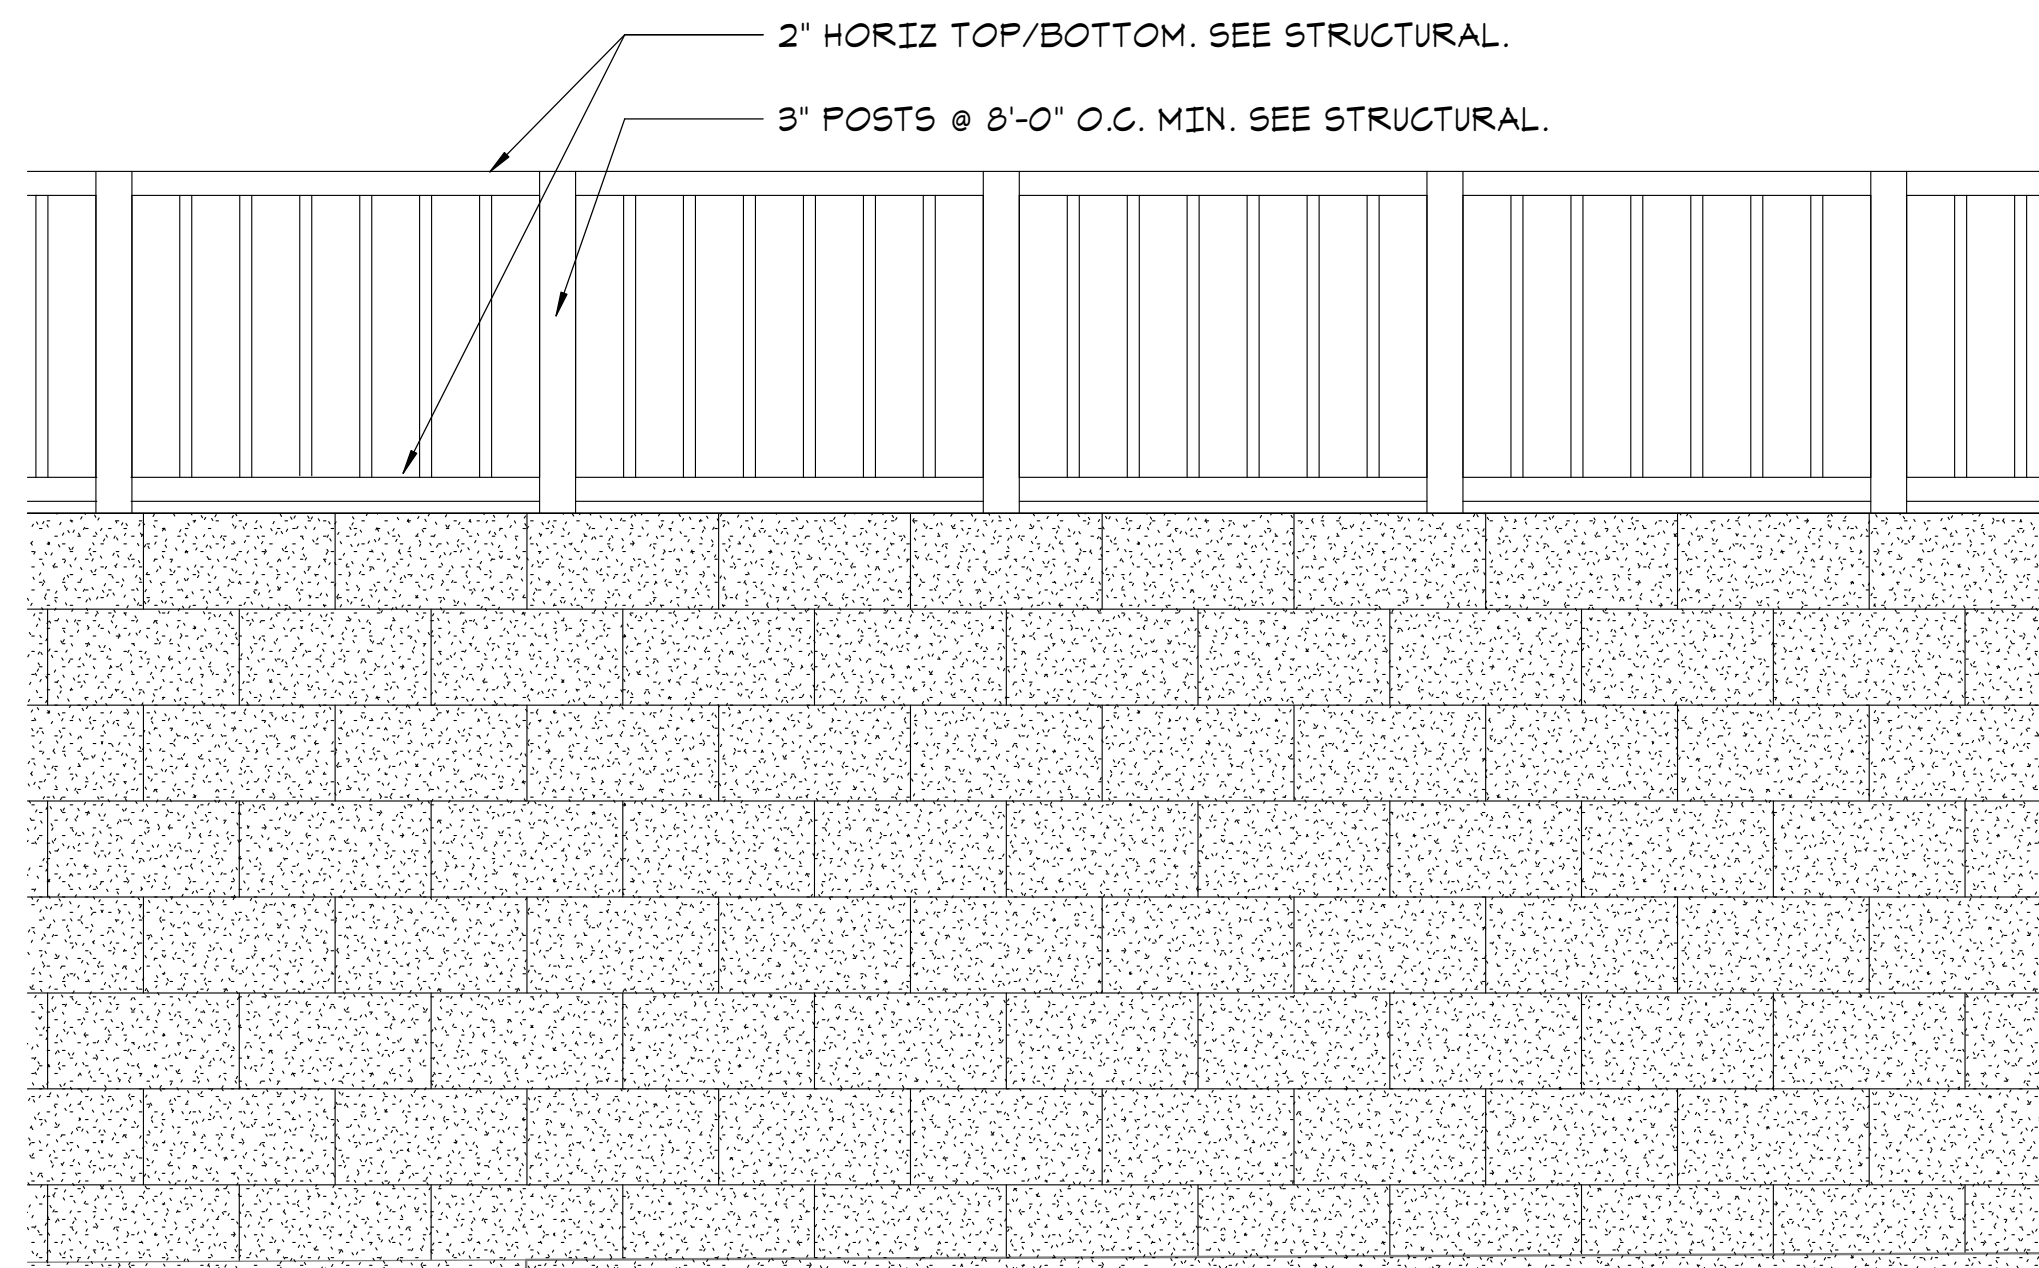 2" HORIZ TOP/BOTTOM. SEE STRUCTURAL.
3" POSTS @ 8'-0" O.C. MIN. SEE STRUCTURAL.